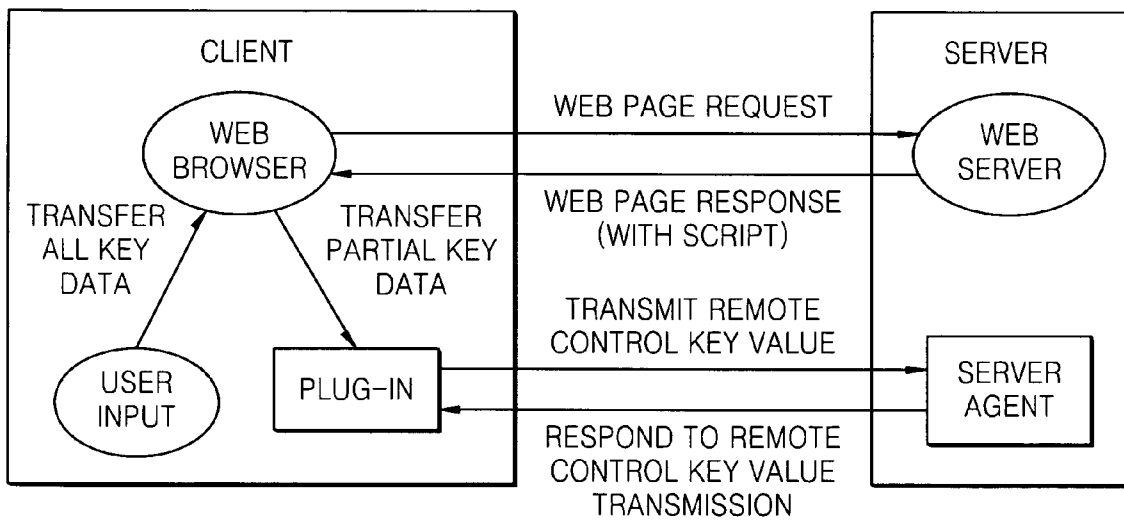 CLIENT
SERVER
WEB
BROWSER
WEB PAGE REQUEST
WEB
SERVER
WEB PAGE RESPONSE
(WITH SCRIPT)
TRANSFER
ALL KEY
DATA
TRANSFER
PARTIAL KEY
DATA
TRANSMIT REMOTE
CONTROL KEY VALUE
USER
INPUT
PLUG-IN
SERVER
AGENT
RESPOND TO REMOTE
CONTROL KEY VALUE
TRANSMISSION